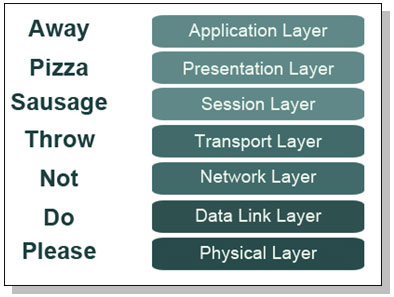 Away Application Layer
Pizza Presentation Layer
Sausage Session Layer
Throw Transport Layer
Not Network Layer
Do Data Link Layer
Please Physical Layer